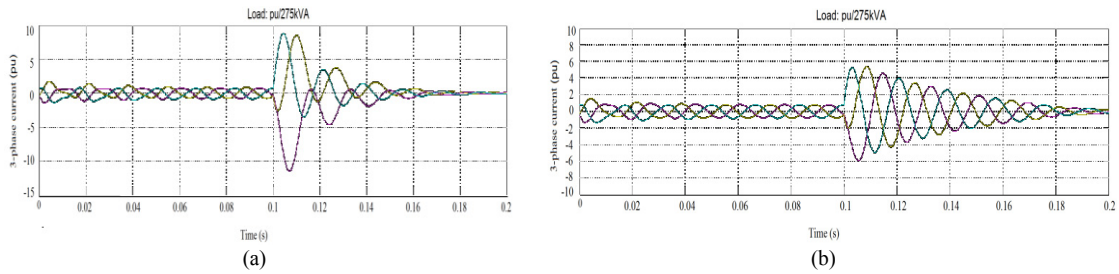 Load: pu/275kVA
3-phase current (pu)
10
5
0
-5
-10
-15
0 0.02 0.04 0.06 0.08 0.1 0.12 0.14 0.16 0.18 0.2
Time (s)
(a)
Load: pu/275kVA
3-phase current (pu)
10
8
6
4
2
0
-2
-4
-6
-8
-10
0 0.02 0.04 0.06 0.08 0.1 0.12 0.14 0.16 0.18 0.2
Time (s)
(b)